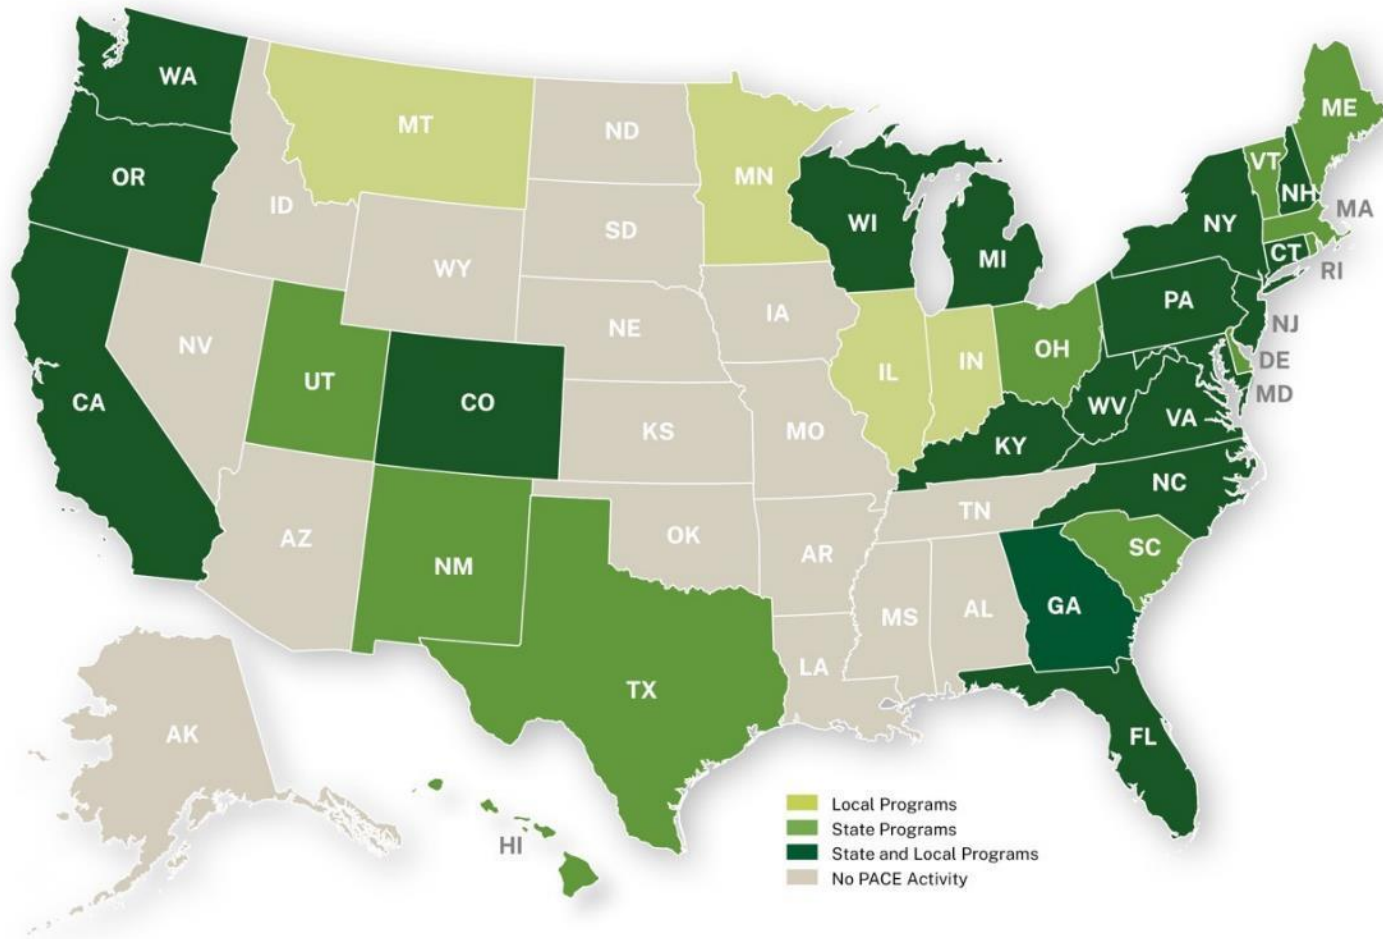 WA
MT
ND
ME
OR
MN
VT
ID
NH
MA
SD
WI
NY
CT
MI
RI
WY
PA
IA
NE
NJ
NV
OH
DE
IL
IN
UT
MD
CO
CA
WV
VA
KS
MO
KY
NC
TN
AZ
OK
SC
AR
NM
GA
MS
AL
LA
TX
AK
FL
HI
Local Programs
State Programs
State and Local Programs
No PACE Activity